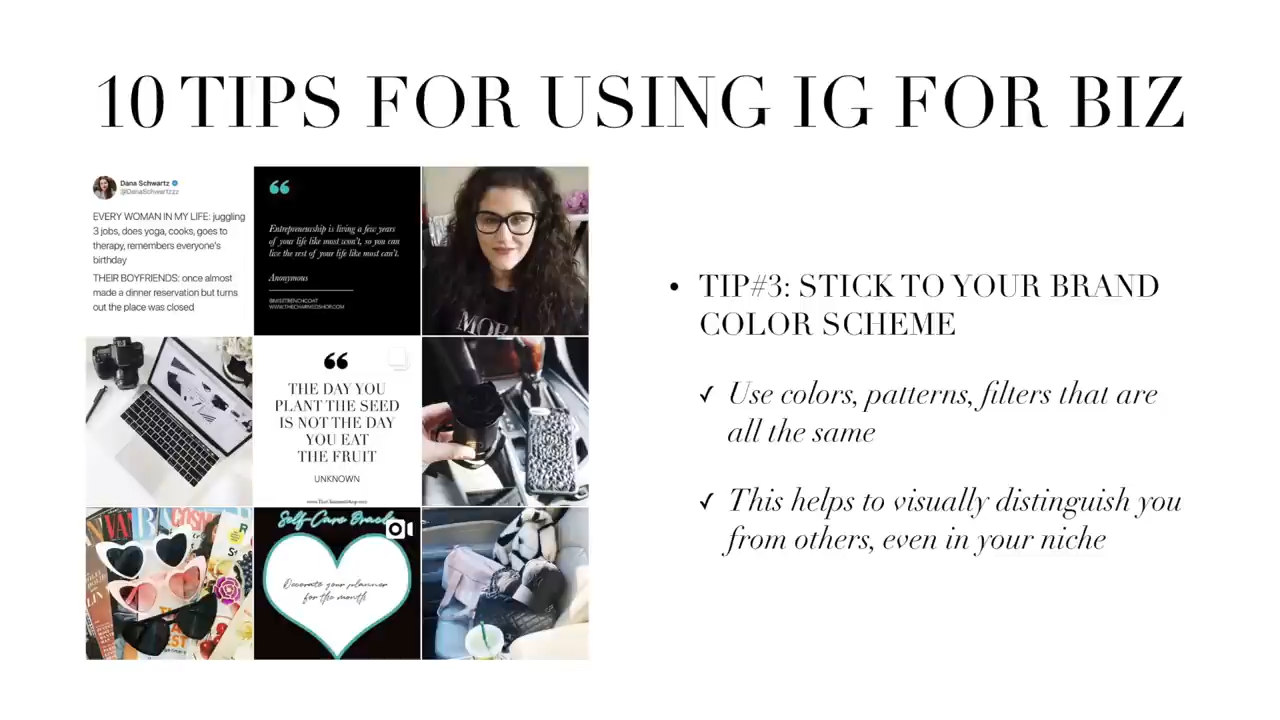 10 TIPS FOR USING IG FOR BIZ
Dana Schwartz
@DanaSchwartzzz
EVERY WOMAN IN MY LIFE: juggling
3 jobs, does yoga, cooks, goes to
therapy, remembers everyone's
birthday
THEIR BOYFRIENDS: once almost
made a dinner reservation but turns
out the place was closed
Entrepreneurship is living a few years
of your life like most won't, so you can
live the rest of your life like most can't.
Anonymous
@MISSTRENCHCOAT
WWW.THECHARMEDSHOP.COM
THE DAY YOU
PLANT THE SEED
IS NOT THE DAY
YOU EAT
THE FRUIT
UNKNOWN
Self-Care Oracle
Decorate your planner
for the month
• TIP#3: STICK TO YOUR BRAND
COLOR SCHEME
✓ Use colors, patterns, filters that are
all the same
✓ This helps to visually distinguish you
from others, even in your niche